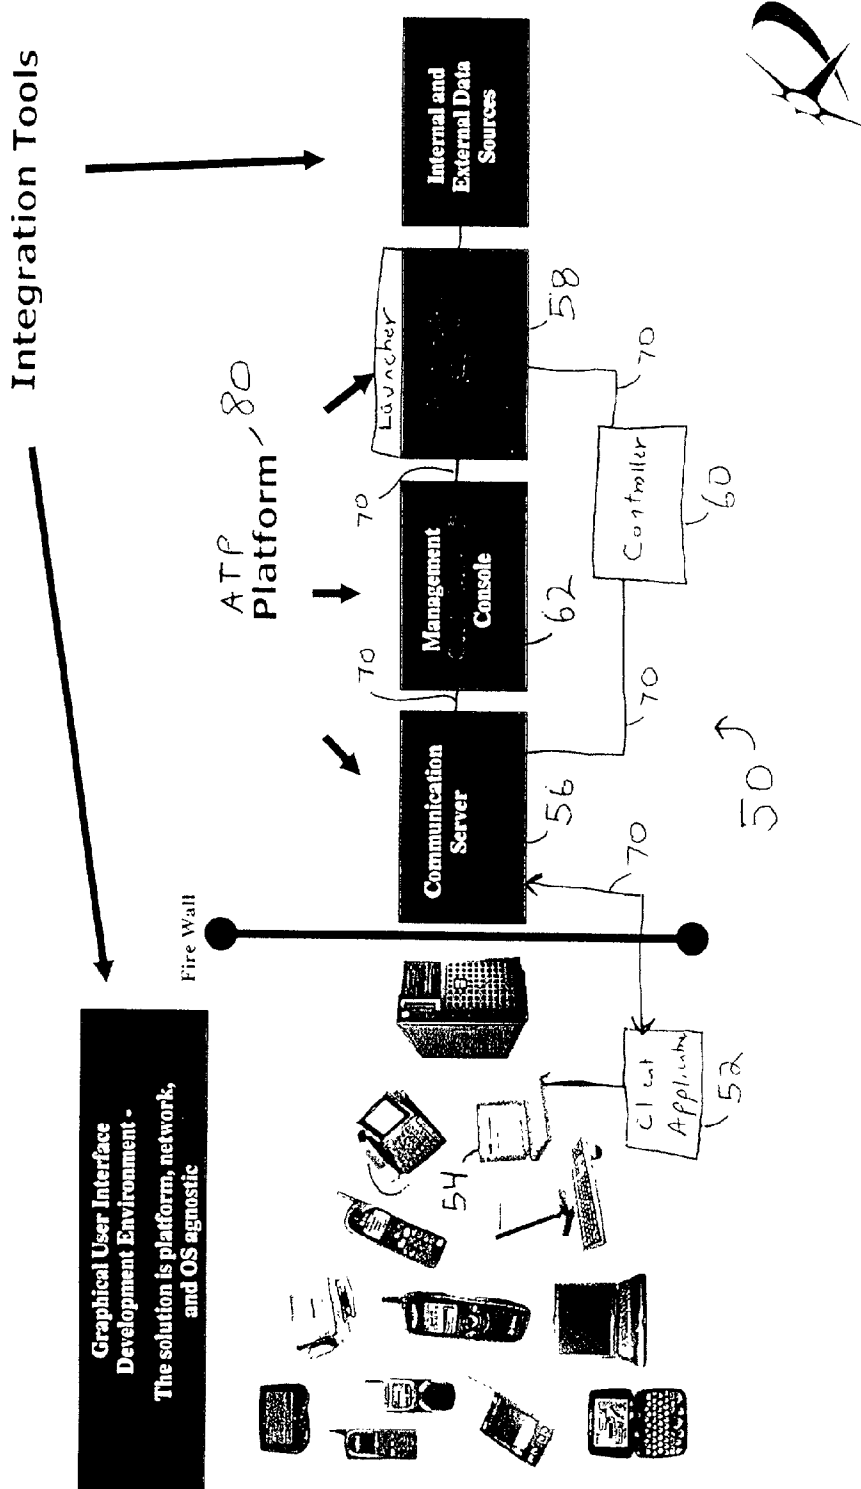 Integration Tools
ATP
Platform
80
Graphical User Interface
Development Environment -
The solution is platform, network,
and OS agnostic
Fire Wall
Communication
Server
56
70
Management
Console
62
70
Launcher
58
Internal and
External Data
Sources
Controller
60
70
70
54
Client
Application
52
70
50